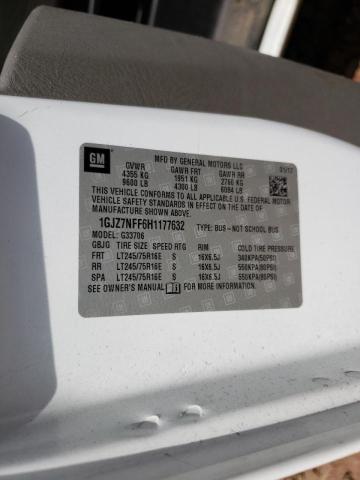 GM
MFD BY GENERAL MOTORS LLC 01/17
GVWR GAWR FRT GAWR RR
4355 KG 1951 KG 2760 KG
9600 LB 4300 LB 6084 LB
THIS VEHICLE CONFORMS TO ALL APPLICABLE U.S. FEDERAL MOTOR
VEHICLE SAFETY STANDARDS IN EFFECT ON THE DATE OF
MANUFACTURE SHOWN ABOVE.
1GJZ7NFF6H1177632 TYPE: BUS - NOT SCHOOL BUS
MODEL: G33706
GBJG TIRE SIZE SPEED RTG RIM COLD TIRE PRESSURE
FRT LT245/75R16E S 16X6.5J 340KPA(50PSI)
RR LT245/75R16E S 16X6.5J 550KPA(80PSI)
SPA LT245/75R16E S 16X6.5J 550KPA(80PSI)
SEE OWNER'S MANUAL FOR MORE INFORMATION.